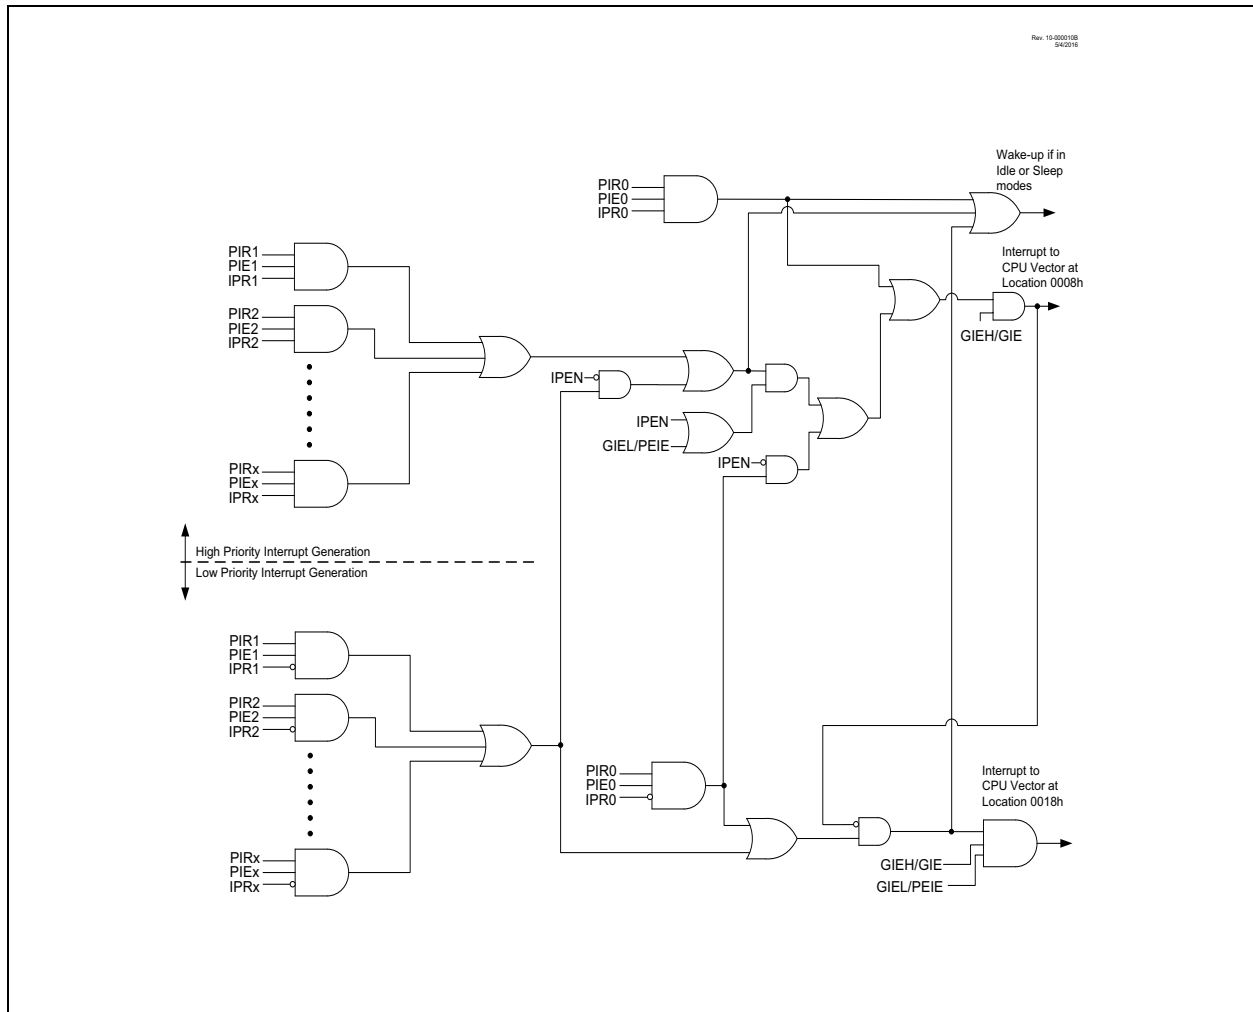 Rev. 10-000010B
5/4/2016
Wake-up if in
Idle or Sleep
modes
PIR0
PIE0
IPR0
PIR1
PIE1
IPR1
Interrupt to
CPU Vector at
Location 0008h
PIR2
PIE2
IPR2
GIEH/GIE
IPEN
IPEN
GIEL/PEIE
IPEN
PIRx
PIEx
IPRx
High Priority Interrupt Generation
Low Priority Interrupt Generation
PIR1
PIE1
IPR1
PIR2
PIE2
IPR2
PIR0
PIE0
IPR0
Interrupt to
CPU Vector at
Location 0018h
PIRx
PIEx
IPRx
GIEH/GIE
GIEL/PEIE